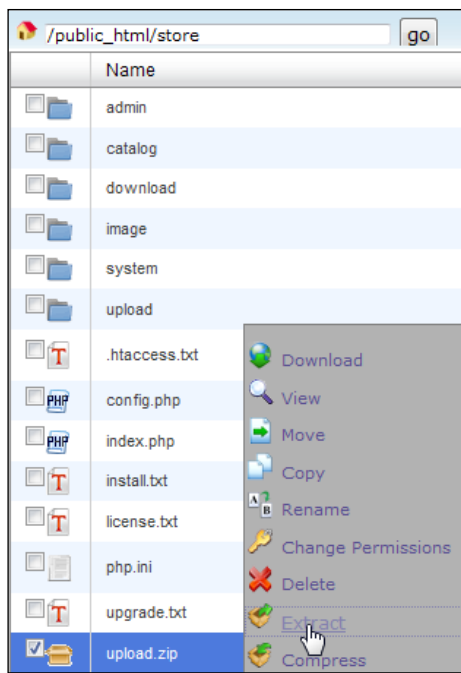 /public_html/store go
Name
admin
catalog
download
image
system
upload
.htaccess.txt
config.php
index.php
install.txt
license.txt
php.ini
upgrade.txt
upload.zip
Download
View
Move
Copy
Rename
Change Permissions
Delete
Extract
Compress